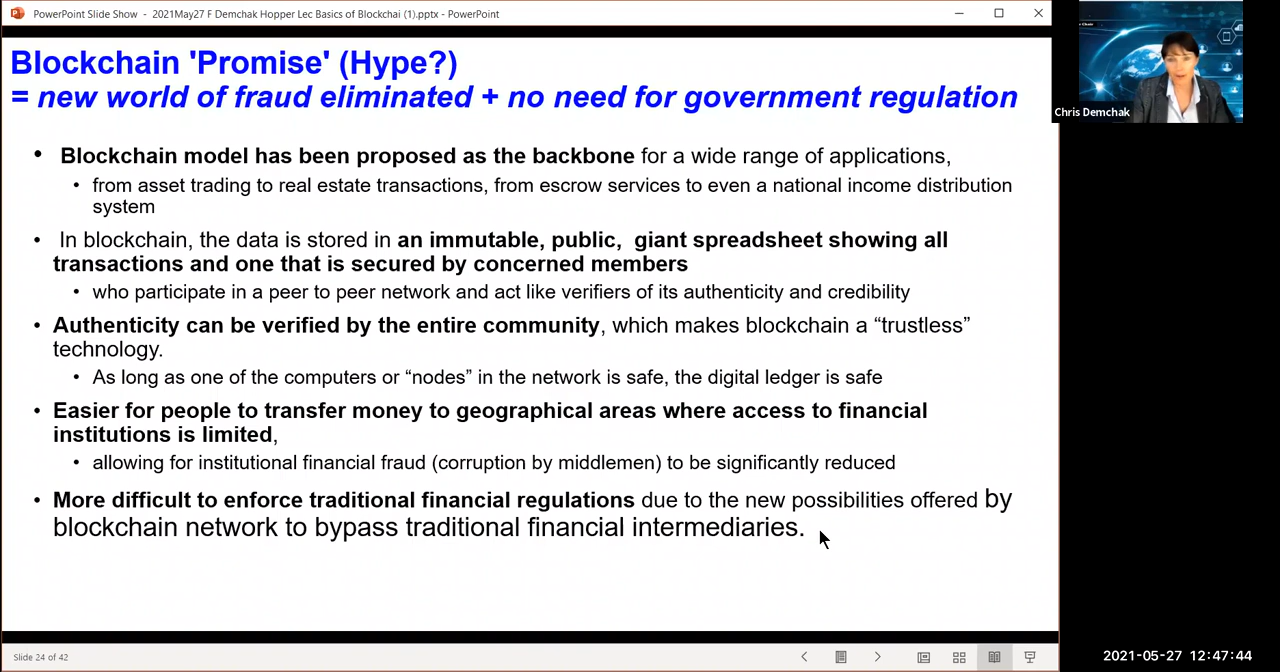 PowerPoint Slide Show - 2021May27 F Demchak Hopper Lec Basics of Blockchai (1).pptx - PowerPoint
Blockchain 'Promise' (Hype?)
= new world of fraud eliminated + no need for government regulation
• Blockchain model has been proposed as the backbone for a wide range of applications,
• from asset trading to real estate transactions, from escrow services to even a national income distribution
system
• In blockchain, the data is stored in an immutable, public, giant spreadsheet showing all
transactions and one that is secured by concerned members
• who participate in a peer to peer network and act like verifiers of its authenticity and credibility
• Authenticity can be verified by the entire community, which makes blockchain a “trustless”
technology.
• As long as one of the computers or “nodes” in the network is safe, the digital ledger is safe
• Easier for people to transfer money to geographical areas where access to financial
institutions is limited,
• allowing for institutional financial fraud (corruption by middlemen) to be significantly reduced
• More difficult to enforce traditional financial regulations due to the new possibilities offered by
blockchain network to bypass traditional financial intermediaries.
Slide 24 of 42
Chris Demchak
2021-05-27 12:47:44